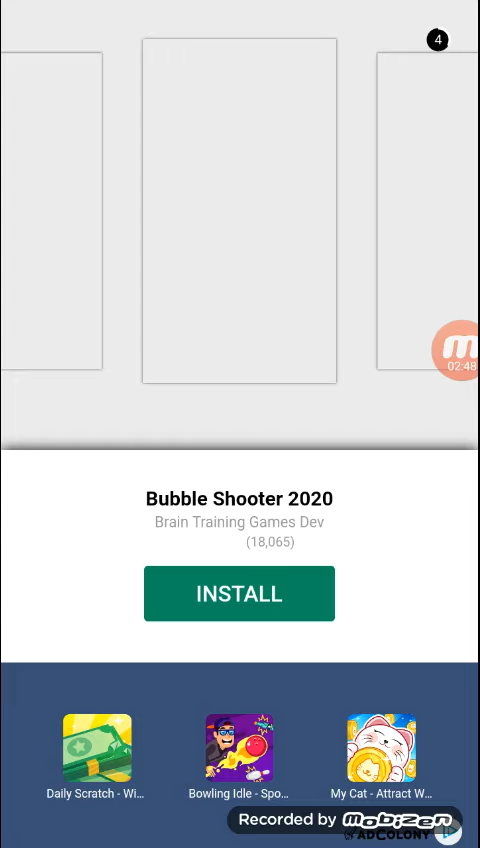 4
02:48
Bubble Shooter 2020
Brain Training Games Dev
(18,065)
INSTALL
Daily Scratch - Wi...
Bowling Idle - Spo...
My Cat - Attract W...
Recorded by Mobizen
ADCOLONY